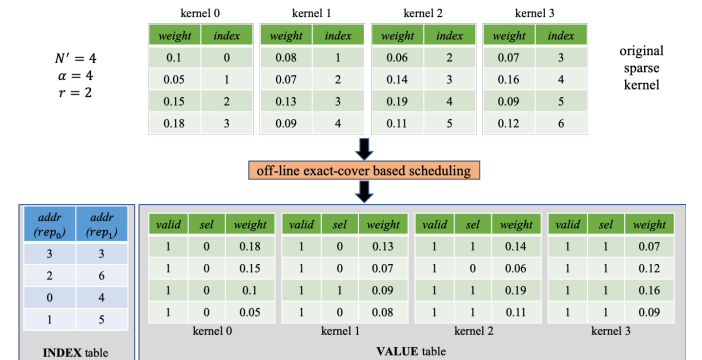 kernel 0 kernel 1 kernel 2 kernel 3
weight index weight index weight index weight index
0.1 0 0.08 1 0.06 2 0.07 3
0.05 1 0.07 2 0.14 3 0.16 4
0.15 2 0.13 3 0.19 4 0.09 5
0.18 3 0.09 4 0.11 5 0.12 6
N′ = 4
α = 4
r = 2
original
sparse
kernel
off-line exact-cover based scheduling
addr addr
(rep₀) (rep₁)
3 3
2 6
0 4
1 5
INDEX table
valid sel weight valid sel weight valid sel weight valid sel weight
1 0 0.18 1 0 0.13 1 1 0.14 1 1 0.07
1 0 0.15 1 0 0.07 1 0 0.06 1 1 0.12
1 0 0.1 1 1 0.09 1 1 0.19 1 1 0.16
1 0 0.05 1 0 0.08 1 1 0.11 1 1 0.09
kernel 0 kernel 1 kernel 2 kernel 3
VALUE table